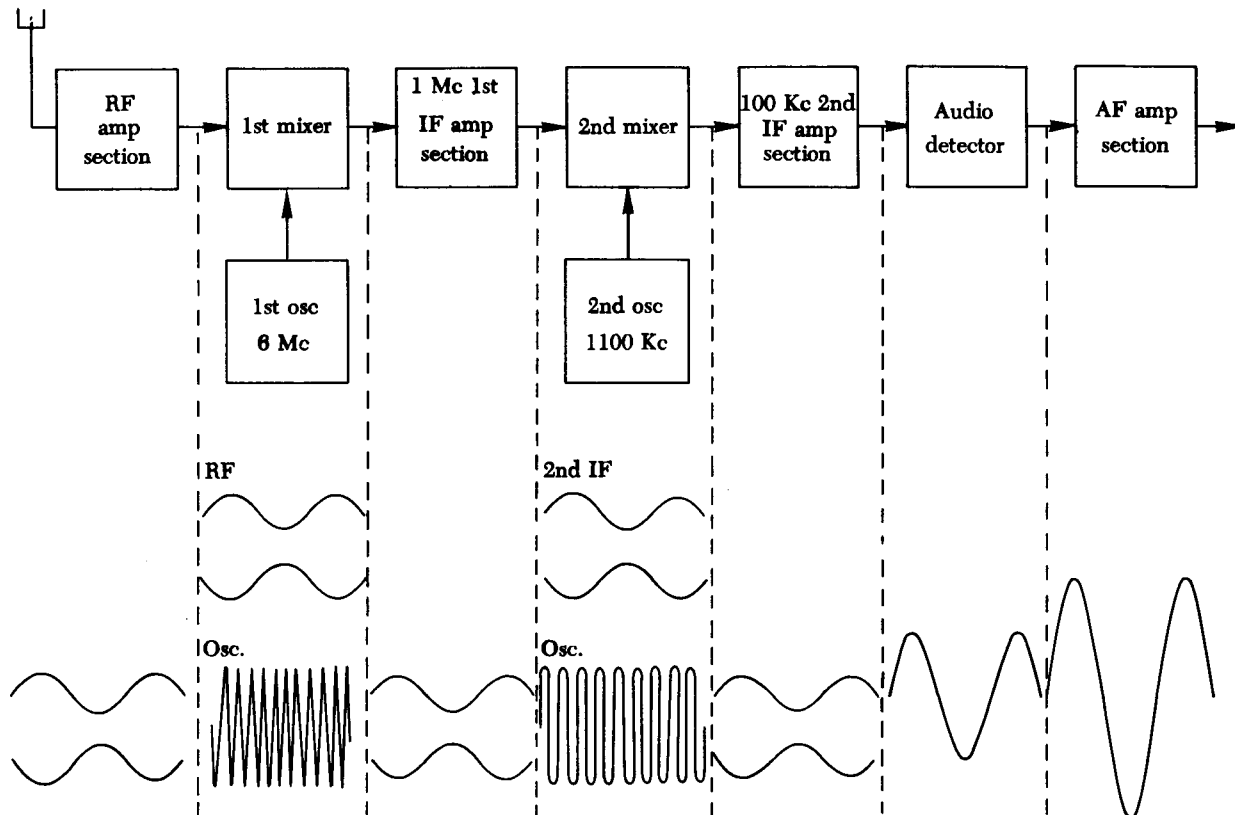 RF
amp
section
1st mixer
1 Mc 1st
IF amp
section
2nd mixer
100 Kc 2nd
IF amp
section
Audio
detector
AF amp
section
1st osc
6 Mc
2nd osc
1100 Kc
RF
2nd IF
Osc.
Osc.